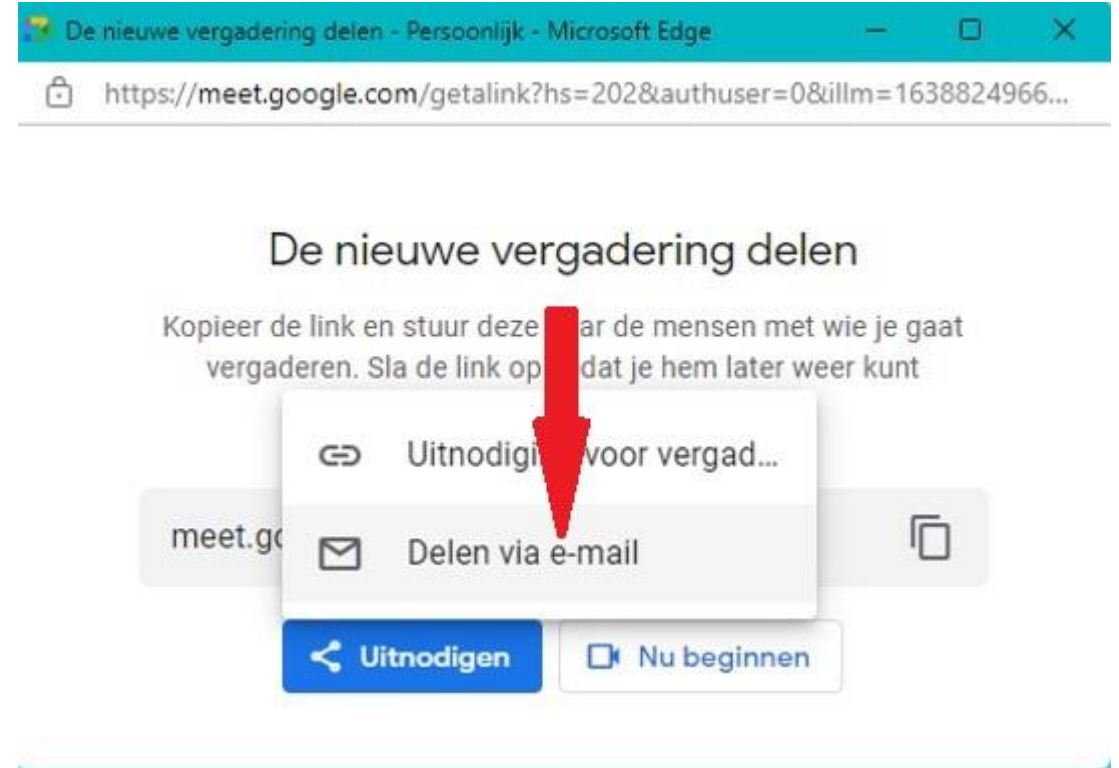 De nieuwe vergadering delen - Persoonlijk - Microsoft Edge
https://meet.google.com/getalink?hs=202&authuser=0&illm=1638824966...
De nieuwe vergadering delen
Kopieer de link en stuur deze ar de mensen met wie je gaat
vergaderen. Sla de link op dat je hem later weer kunt
Uitnodigi voor vergad...
meet.go
Delen via e-mail
Uitnodigen
Nu beginnen